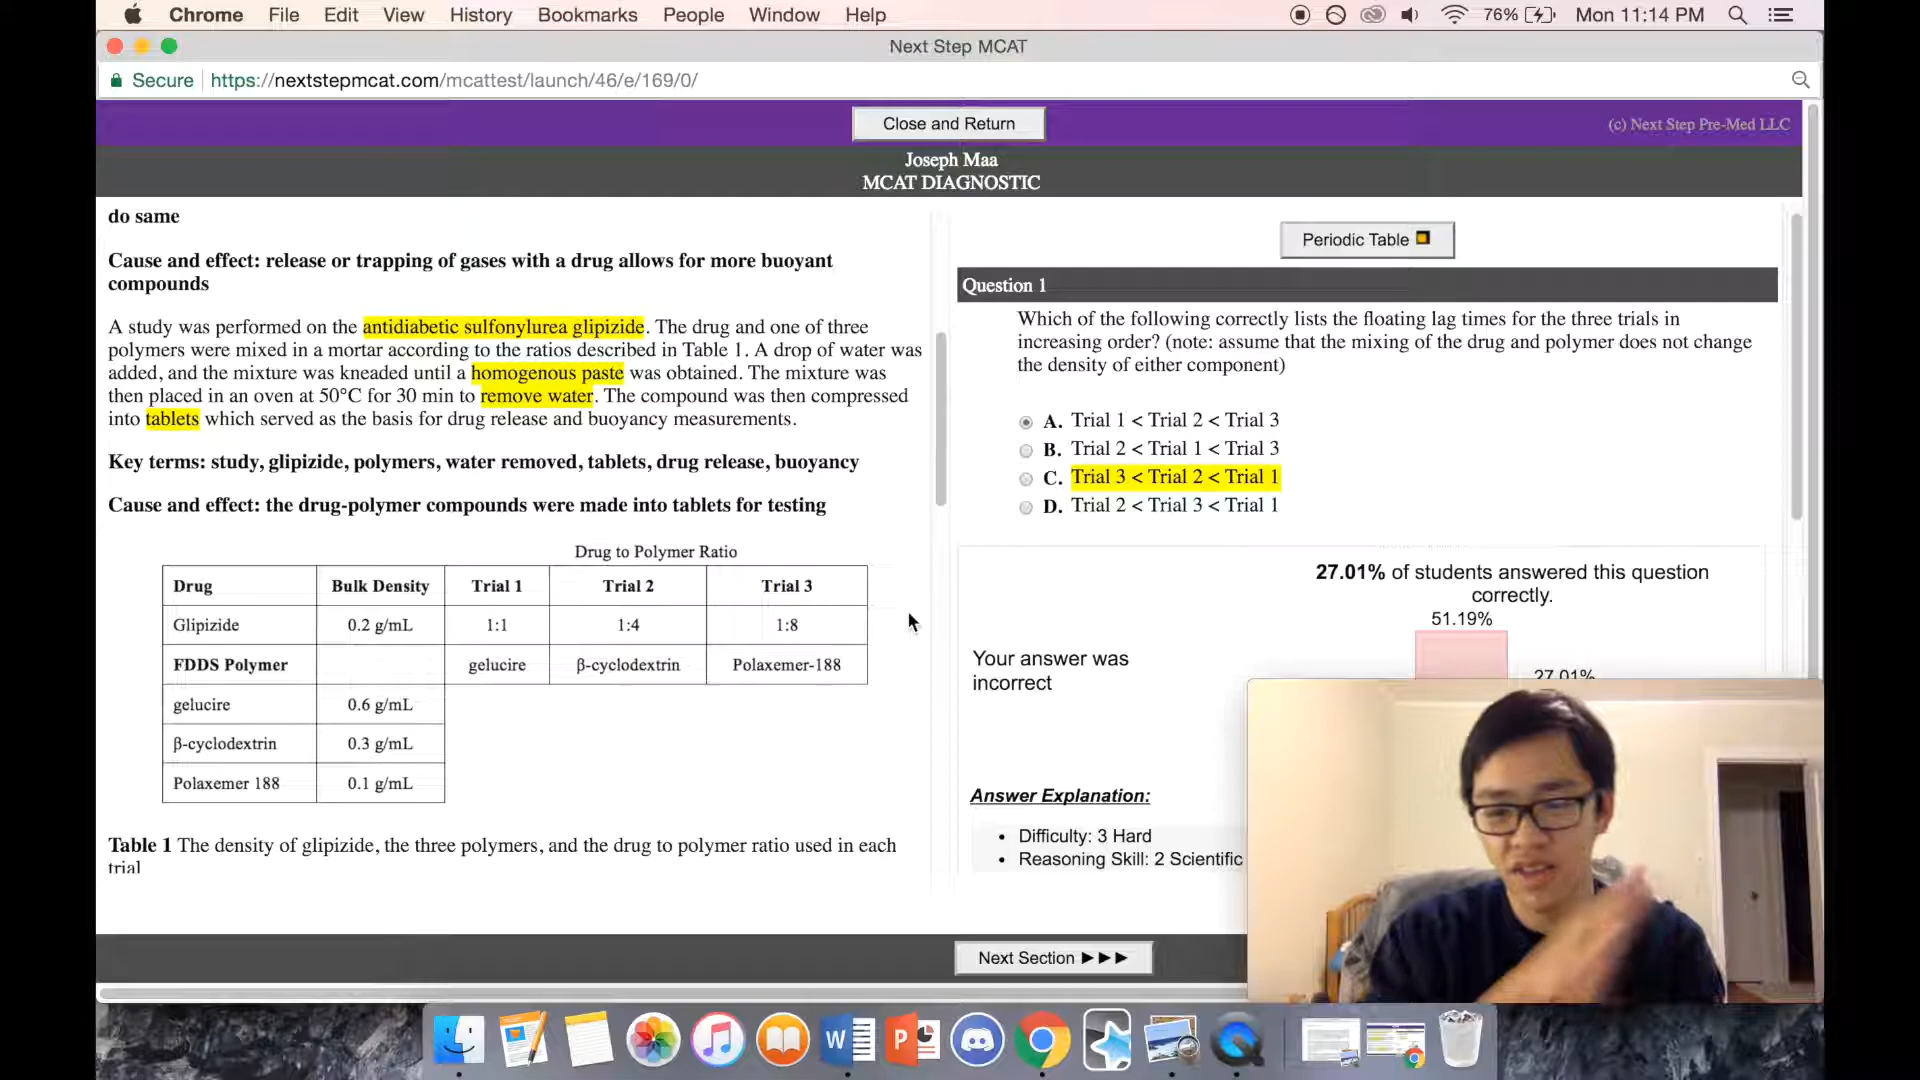 Chrome File Edit View History Bookmarks People Window Help 76% Mon 11:14 PM
Next Step MCAT
Secure https://nextstepmcat.com/mcattest/launch/46/e/169/0/
Close and Return
(c) Next Step Pre-Med LLC
Joseph Maa
MCAT DIAGNOSTIC
do same
Cause and effect: release or trapping of gases with a drug allows for more buoyant
compounds
A study was performed on the antidiabetic sulfonylurea glipizide. The drug and one of three
polymers were mixed in a mortar according to the ratios described in Table 1. A drop of water was
added, and the mixture was kneaded until a homogenous paste was obtained. The mixture was
then placed in an oven at 50°C for 30 min to remove water. The compound was then compressed
into tablets which served as the basis for drug release and buoyancy measurements.
Key terms: study, glipizide, polymers, water removed, tablets, drug release, buoyancy
Cause and effect: the drug-polymer compounds were made into tablets for testing
Drug to Polymer Ratio
Drug Bulk Density Trial 1 Trial 2 Trial 3
Glipizide 0.2 g/mL 1:1 1:4 1:8
FDDS Polymer gelucire β-cyclodextrin Polaxemer-188
gelucire 0.6 g/mL
β-cyclodextrin 0.3 g/mL
Polaxemer 188 0.1 g/mL
Table 1 The density of glipizide, the three polymers, and the drug to polymer ratio used in each
trial
Periodic Table
Question 1
Which of the following correctly lists the floating lag times for the three trials in
increasing order? (note: assume that the mixing of the drug and polymer does not change
the density of either component)
A. Trial 1 < Trial 2 < Trial 3
B. Trial 2 < Trial 1 < Trial 3
C. Trial 3 < Trial 2 < Trial 1
D. Trial 2 < Trial 3 < Trial 1
27.01% of students answered this question
correctly.
51.19%
27.01%
Your answer was
incorrect
Answer Explanation:
• Difficulty: 3 Hard
• Reasoning Skill: 2 Scientific
Next Section ►►►